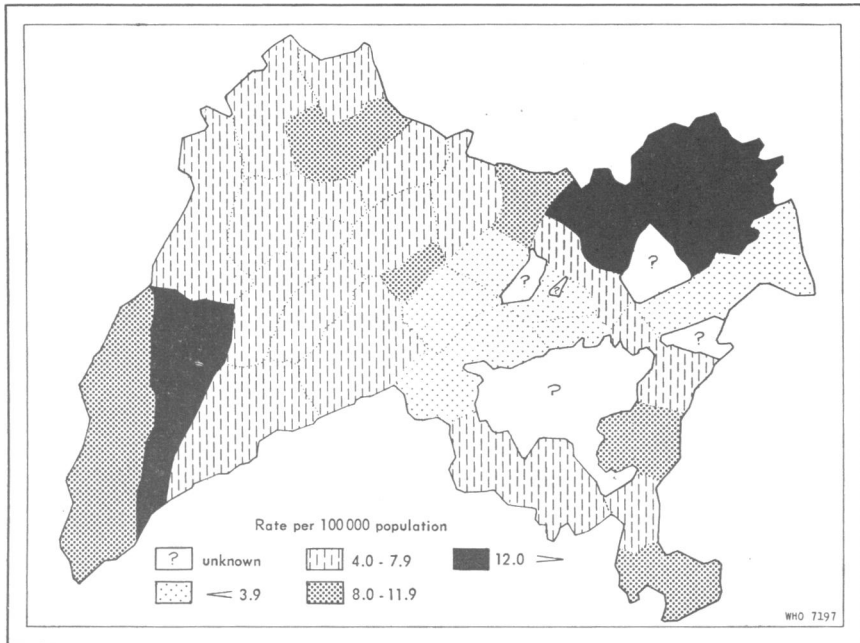 ?
?
?
?
?
Rate per 100 000 population
? unknown
4.0 - 7.9
12.0 >
< 3.9
8.0 - 11.9
WHO 7197